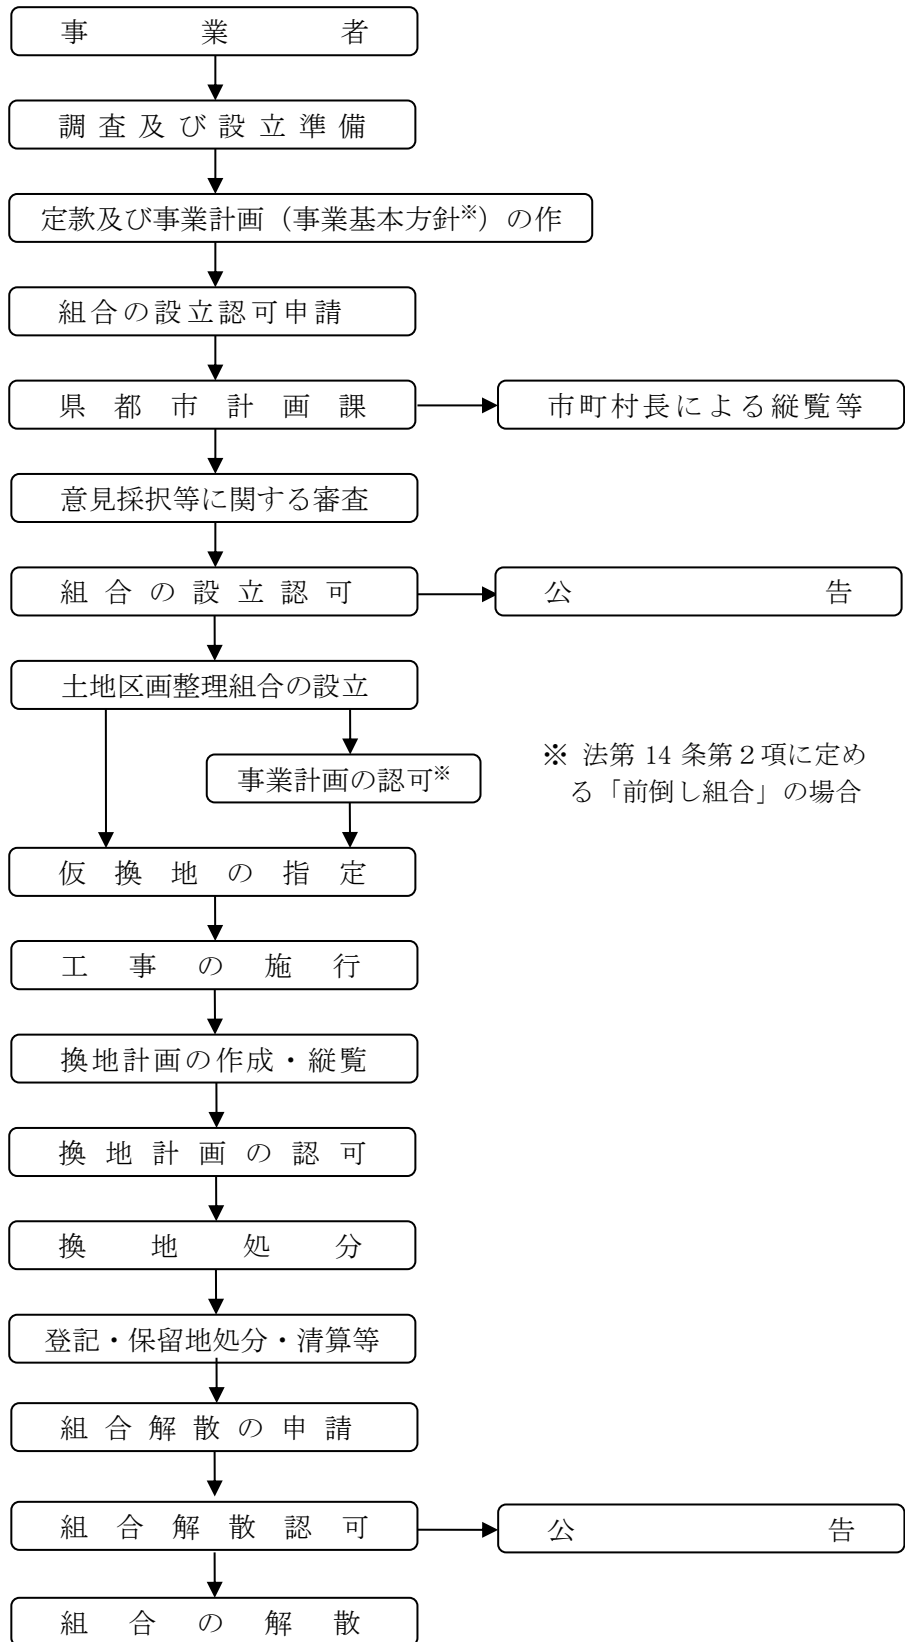 事業者
調査及び設立準備
定款及び事業計画（事業基本方針※）の作
組合の設立認可申請
県都市計画課
市町村長による縦覧等
意見採択等に関する審査
組合の設立認可
公告
土地区画整理組合の設立
事業計画の認可※
※ 法第 14 条第２項に定め
る「前倒し組合」の場合
仮換地の指定
工事の施行
換地計画の作成・縦覧
換地計画の認可
換地処分
登記・保留地処分・清算等
組合解散の申請
組合解散認可
公告
組合の解散